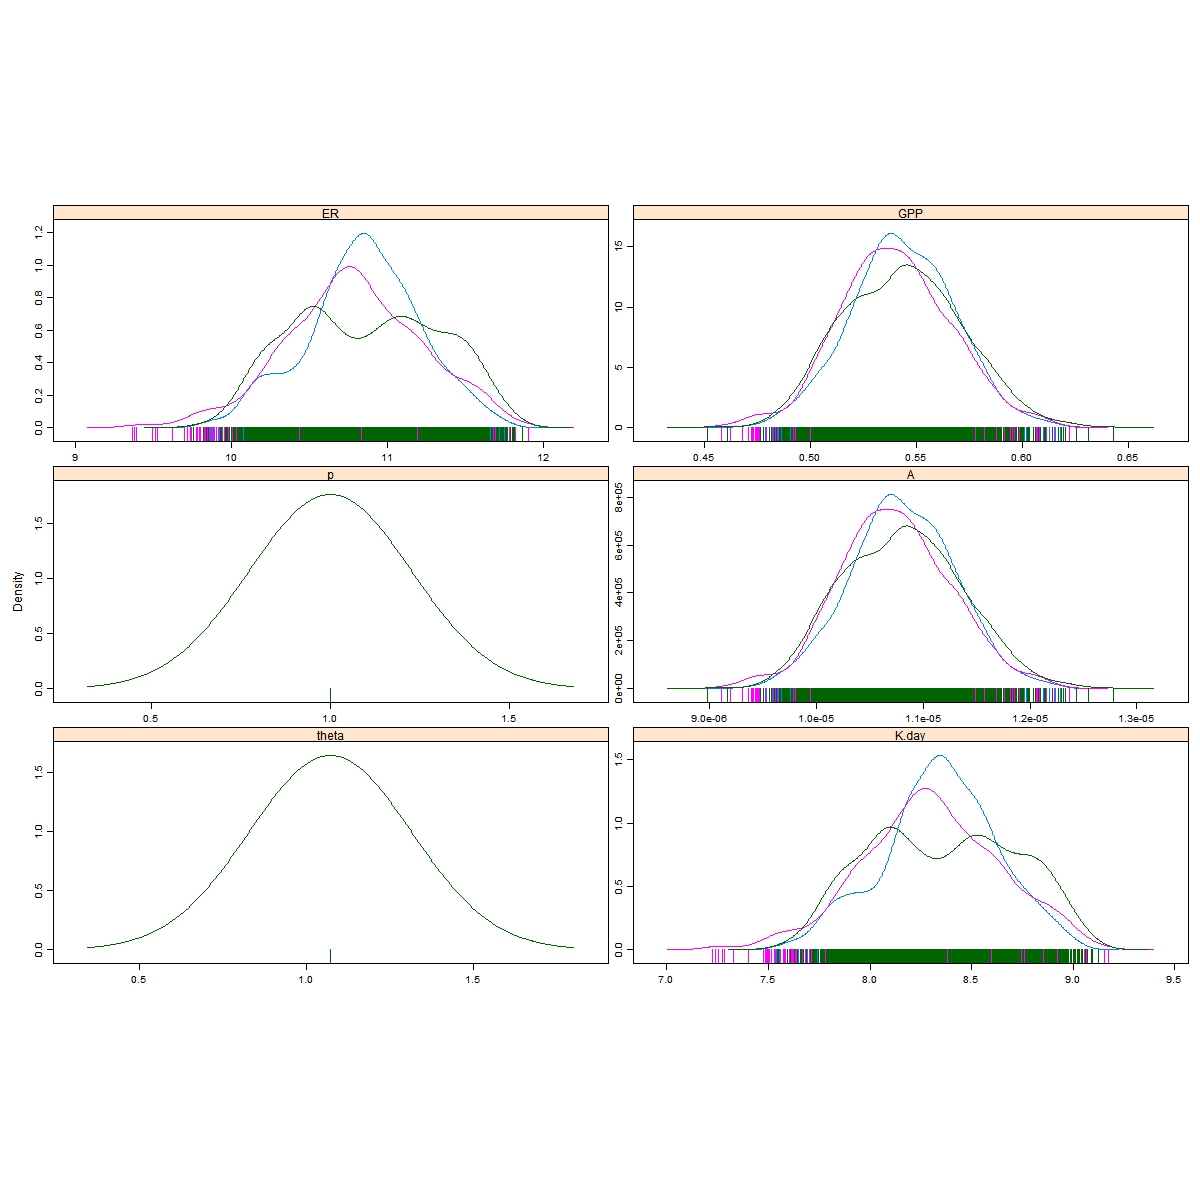 ER
GPP
0.0 0.2 0.4 0.6 0.8 1.0 1.2
0 5 10 15
9 10 11 12
0.45 0.50 0.55 0.60 0.65
p
A
Density
0.0 0.5 1.0 1.5
0e+00 2e+05 4e+05 6e+05 8e+05
0.5 1.0 1.5
9.0e-06 1.0e-05 1.1e-05 1.2e-05 1.3e-05
theta
K.day
0.0 0.5 1.0 1.5
0.0 0.5 1.0 1.5
0.5 1.0 1.5
7.0 7.5 8.0 8.5 9.0 9.5